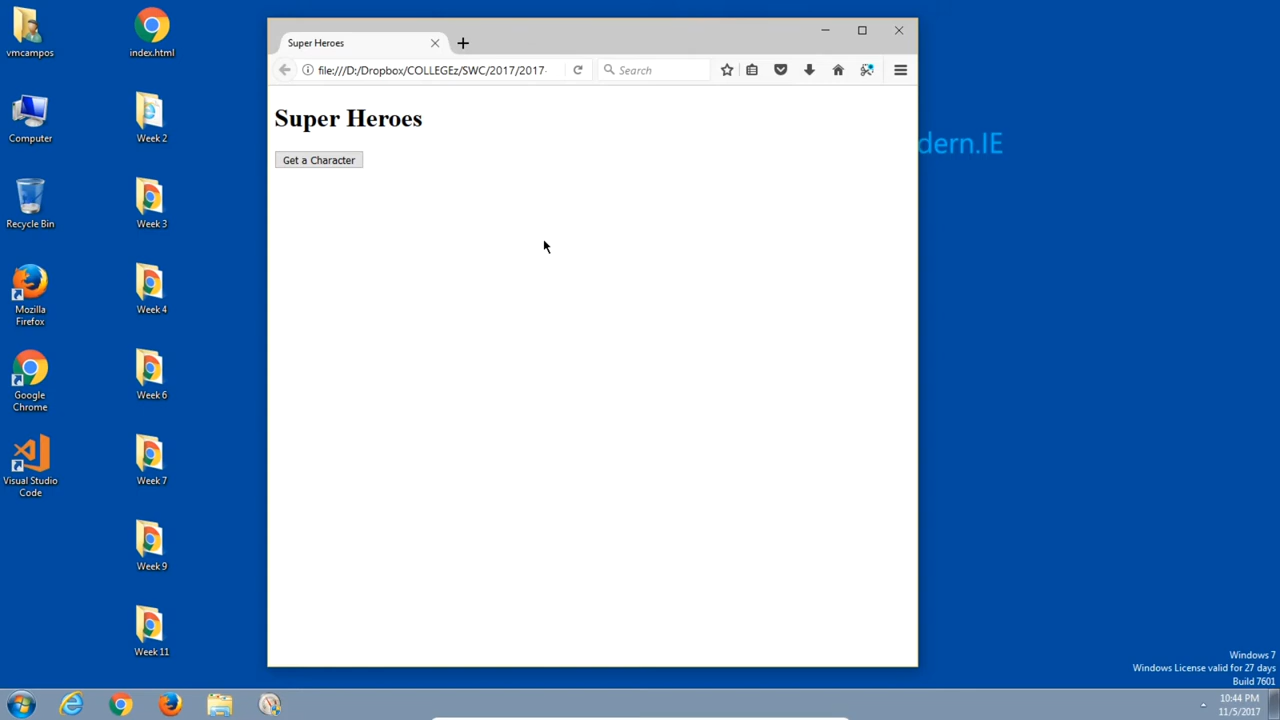 vmcampos
index.html
Computer
Week 2
Recycle Bin
Week 3
Mozilla
Firefox
Week 4
Google
Chrome
Week 6
Visual Studio
Code
Week 7
Week 9
Week 11
Super Heroes
file:///D:/Dropbox/COLLEGEz/SWC/2017/2017-
Search
Super Heroes
Get a Character
dern.IE
Windows 7
Windows License valid for 27 days
Build 7601
10:44 PM
11/5/2017